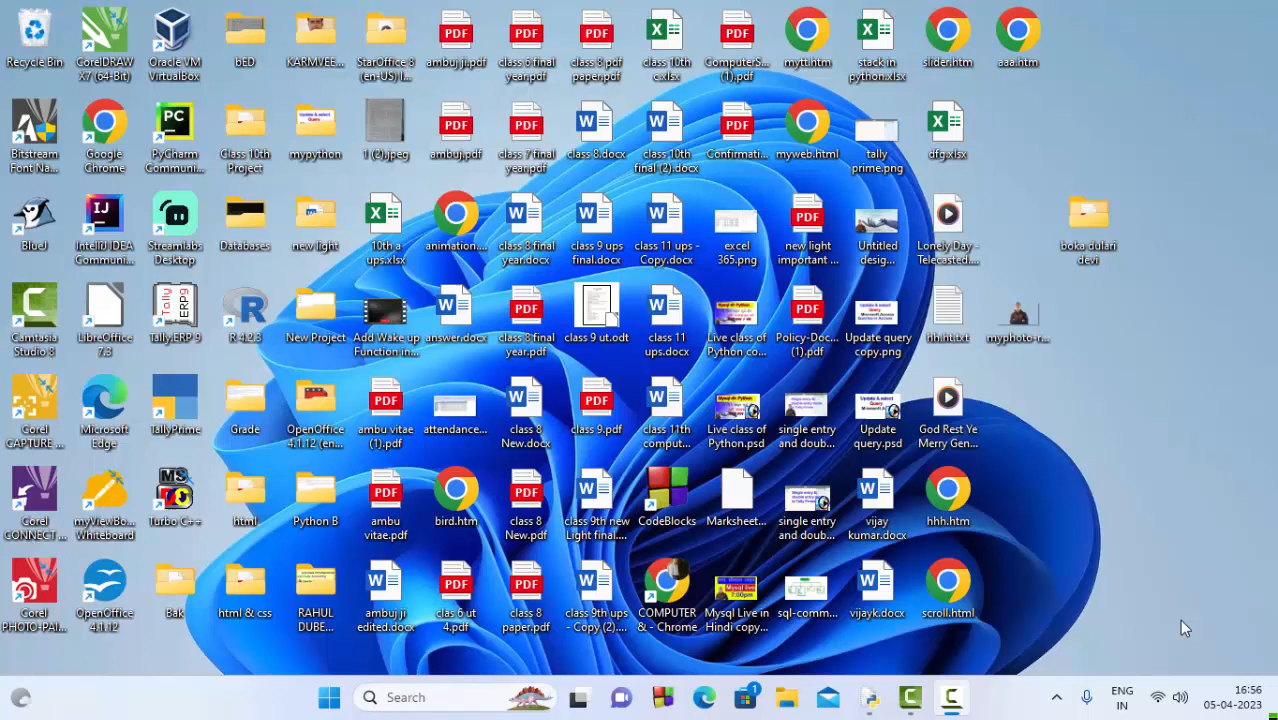 Recycle Bin
CorelDRAW
X7 (64-Bit)
Oracle VM
VirtualBox
bED
KARMVEE...
StarOffice 8
(en-US) I...
ambuj ji.pdf
class 6 final
year.pdf
class 8 pdf
paper.pdf
class 10th
c.xlsx
ComputerS...
(1).pdf
mytt.htm
stack in
python.xlsx
slider.htm
aaa.htm
Bitstream
Font Na...
Google
Chrome
PyCharm
Communi...
Class 10th
Project
mypython
1 (2).jpeg
ambuj.pdf
class 7 final
year.pdf
class 8.docx
class 10th
final (2).docx
Confirmati...
myweb.html
tally
prime.png
dfg.xlsx
BlueJ
IntelliJ IDEA
Communi...
Streamlabs
Desktop
Databases
new light
10th a
ups.xlsx
animation....
class 8 final
year.docx
class 9 ups
final.docx
class 11 ups -
Copy.docx
excel
365.png
new light
important ...
Untitled
desig...
Lonely Day -
Telecasted....
boka dulari
devi
Camtasia
Studio 8
LibreOffice
7.3
Tally.ERP 9
R 4.2.3
New Project
Add Wake up
Function in...
answer.docx
class 8 final
year.pdf
class 9 ut.odt
class 11
ups.docx
Live class of
Python co...
Policy-Doc...
(1).pdf
Update query
copy.png
hh.ht.txt
myphoto-r...
Corel
CAPTURE ...
Microsoft
Edge
TallyPrime
Grade
OpenOffice
4.1.12 (en...
ambu vitae
(1).pdf
attendance...
class 8
New.docx
class 9.pdf
class 11th
comput...
Live class of
Python.psd
single entry
and doub...
Update
query.psd
God Rest Ye
Merry Gen...
Corel
CONNECT ...
myViewBo...
Whiteboard
Turbo C++
html
Python B
ambu
vitae.pdf
bird.htm
class 8
New.pdf
class 9th new
Light final....
CodeBlocks
Marksheet...
single entry
and doub...
vijay
kumar.docx
hhh.htm
Corel
PHOTO-PAI...
OpenOffice
4.1.12
Bak
html & css
RAHUL
DUBE...
ambuj ji
edited.docx
clas 6 ut
4.pdf
class 8
paper.pdf
class 9th ups
- Copy (2)....
COMPUTER
& - Chrome
Mysql Live in
Hindi copy...
sql-comm...
vijayk.docx
scroll.html
Search
1
ENG
IN
16:56
05-04-2023